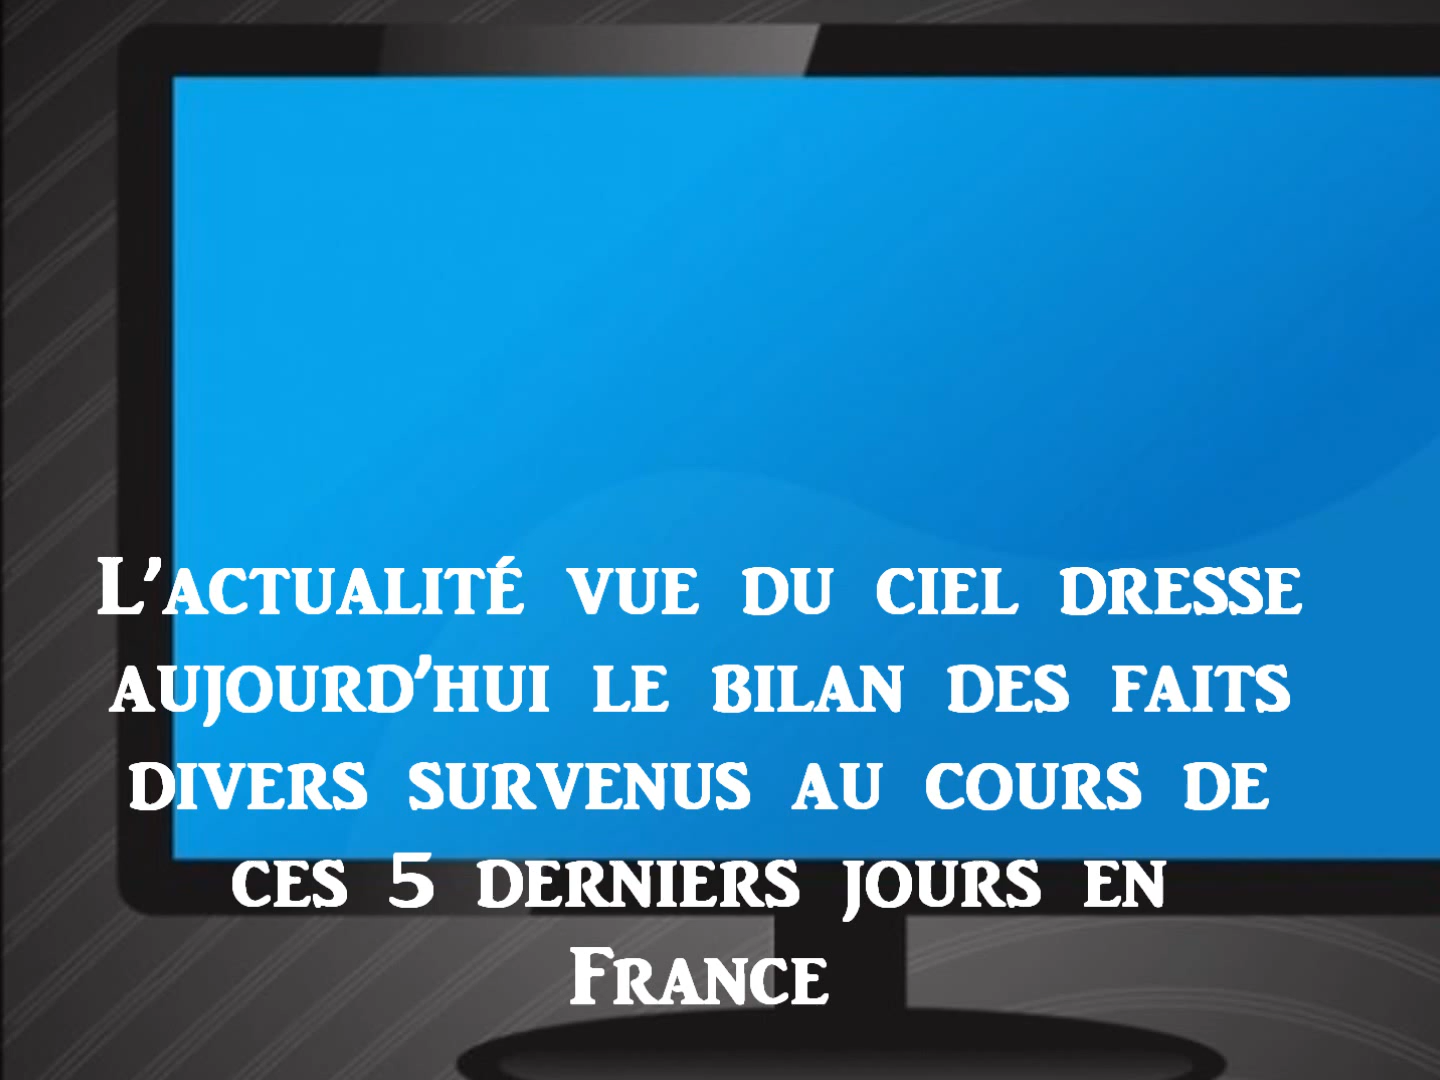 L'actualité vue du ciel dresse
aujourd'hui le bilan des faits
divers survenus au cours de
ces 5 derniers jours en
France